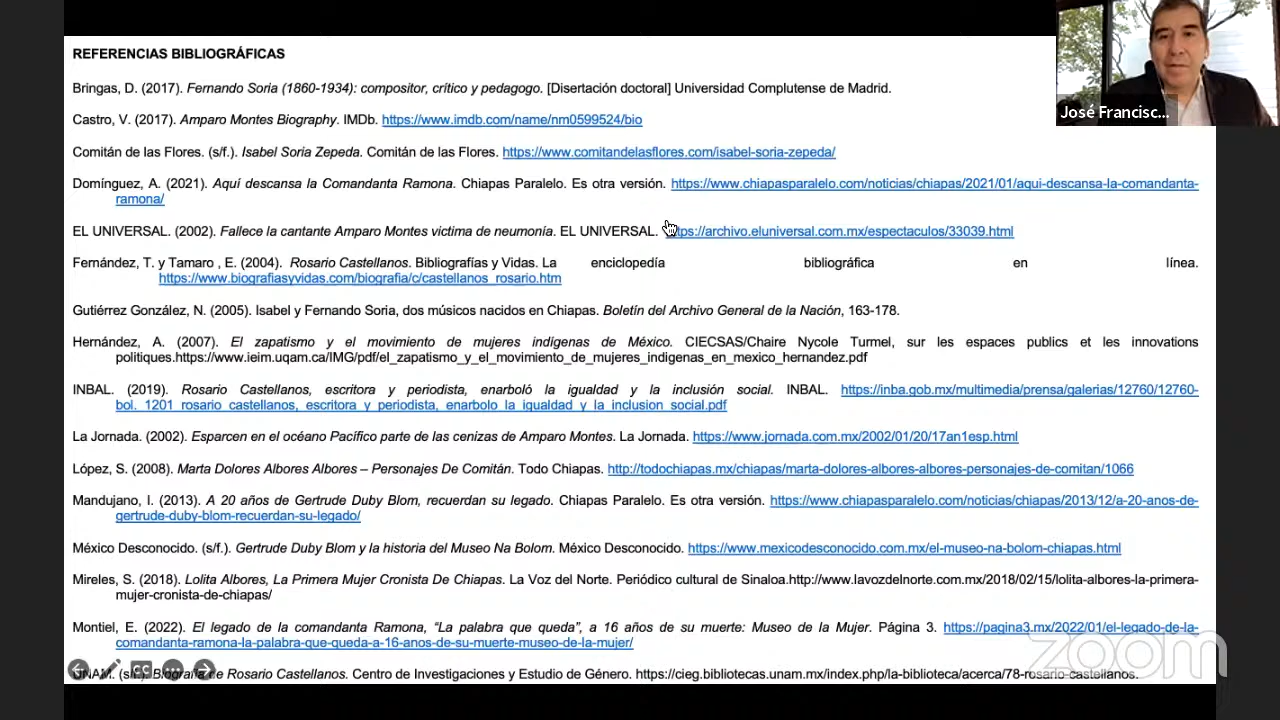 REFERENCIAS BIBLIOGRÁFICAS
José Francisc...
Bringas, D. (2017). Fernando Soria (1860-1934): compositor, crítico y pedagogo. [Disertación doctoral] Universidad Complutense de Madrid.
Castro, V. (2017). Amparo Montes Biography. IMDb. https://www.imdb.com/name/nm0599524/bio
Comitán de las Flores. (s/f.). Isabel Soria Zepeda. Comitán de las Flores. https://www.comitandelasflores.com/isabel-soria-zepeda/
Domínguez, A. (2021). Aquí descansa la Comandanta Ramona. Chiapas Paralelo. Es otra versión. https://www.chiapasparalelo.com/noticias/chiapas/2021/01/aqui-descansa-la-comandanta-
ramona/
EL UNIVERSAL. (2002). Fallece la cantante Amparo Montes victima de neumonía. EL UNIVERSAL. https://archivo.eluniversal.com.mx/espectaculos/33039.html
Fernández, T. y Tamaro , E. (2004). Rosario Castellanos. Bibliografías y Vidas. La enciclopedía bibliográfica en línea.
https://www.biografiasyvidas.com/biografia/c/castellanos_rosario.htm
Gutiérrez González, N. (2005). Isabel y Fernando Soria, dos músicos nacidos en Chiapas. Boletín del Archivo General de la Nación, 163-178.
Hernández, A. (2007). El zapatismo y el movimiento de mujeres indigenas de México. CIECSAS/Chaire Nycole Turmel, sur les espaces publics et les innovations
politiques.https://www.ieim.uqam.ca/IMG/pdf/el_zapatismo_y_el_movimiento_de_mujeres_indigenas_en_mexico_hernandez.pdf
INBAL. (2019). Rosario Castellanos, escritora y periodista, enarboló la igualdad y la inclusión social. INBAL. https://inba.gob.mx/multimedia/prensa/galerias/12760/12760-
bol._1201_rosario_castellanos,_escritora_y_periodista,_enarbolo_la_igualdad_y_la_inclusion_social.pdf
La Jornada. (2002). Esparcen en el océano Pacífico parte de las cenizas de Amparo Montes. La Jornada. https://www.jornada.com.mx/2002/01/20/17an1esp.html
López, S. (2008). Marta Dolores Albores Albores – Personajes De Comitán. Todo Chiapas. http://todochiapas.mx/chiapas/marta-dolores-albores-albores-personajes-de-comitan/1066
Mandujano, I. (2013). A 20 años de Gertrude Duby Blom, recuerdan su legado. Chiapas Paralelo. Es otra versión. https://www.chiapasparalelo.com/noticias/chiapas/2013/12/a-20-anos-de-
gertrude-duby-blom-recuerdan-su-legado/
México Desconocido. (s/f.). Gertrude Duby Blom y la historia del Museo Na Bolom. México Desconocido. https://www.mexicodesconocido.com.mx/el-museo-na-bolom-chiapas.html
Mireles, S. (2018). Lolita Albores, La Primera Mujer Cronista De Chiapas. La Voz del Norte. Periódico cultural de Sinaloa.http://www.lavozdelnorte.com.mx/2018/02/15/lolita-albores-la-primera-
mujer-cronista-de-chiapas/
Montiel, E. (2022). El legado de la comandanta Ramona, “La palabra que queda”, a 16 años de su muerte: Museo de la Mujer. Página 3. https://pagina3.mx/2022/01/el-legado-de-la-
comandanta-ramona-la-palabra-que-queda-a-16-anos-de-su-muerte-museo-de-la-mujer/
zoom
CC
UNAM. (s/f.). Biografía de Rosario Castellanos. Centro de Investigaciones y Estudio de Género. https://cieg.bibliotecas.unam.mx/index.php/la-biblioteca/acerca/78-rosario-castellanos.